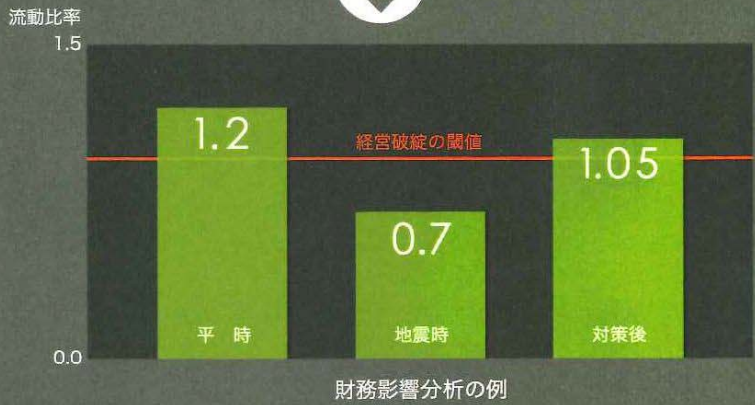 流動比率
1.5
1.2
経営破綻の閾値
1.05
0.7
平 時
地震時
対策後
0.0
財務影響分析の例